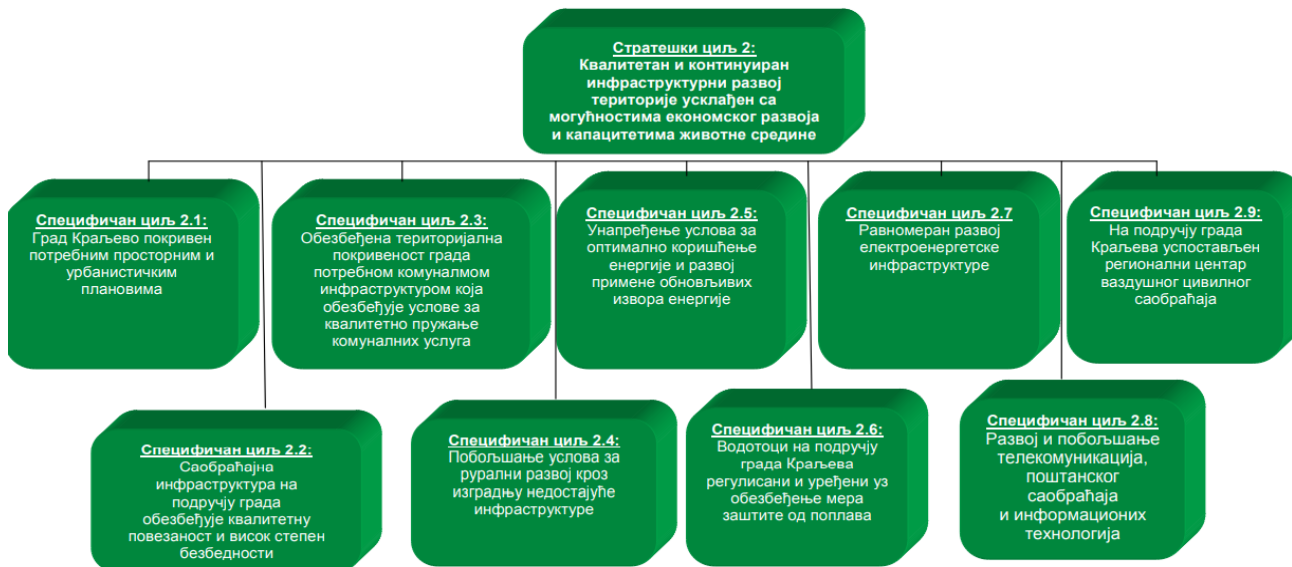 Стратешки циљ 2:
Квалитетан и континуиран
инфраструктурни развој
територије усклађен са
могућностима економског развоја
и капацитетима животне средине
Специфичан циљ 2.1:
Град Краљево покривен
потребним просторним и
урбанистичким
плановима
Специфичан циљ 2.3:
Обезбеђена територијална
покривеност града
потребном комуналмом
инфраструктуром која
обезбеђује услове за
квалитетно пружање
комуналних услуга
Специфичан циљ 2.5:
Унапређење услова за
оптимално коришћење
енергије и развој
примене обновљивих
извора енергије
Специфичан циљ 2.7
Равномеран развој
електроенергетске
инфраструктуре
Специфичан циљ 2.9:
На подручју града
Краљева успостављен
регионални центар
ваздушног цивилног
саобраћаја
Специфичан циљ 2.2:
Саобраћајна
инфраструктура на
подручју града
обезбеђује квалитетну
повезаност и висок степен
безбедности
Специфичан циљ 2.4:
Побољшање услова за
рурални развој кроз
изградњу недостајуће
инфраструктуре
Специфичан циљ 2.6:
Водотоци на подручју
града Краљева
регулисани и уређени уз
обезбеђење мера
заштите од поплава
Специфичан циљ 2.8:
Развој и побољшање
телекомуникација,
поштанског
саобраћаја
и информационих
технологија